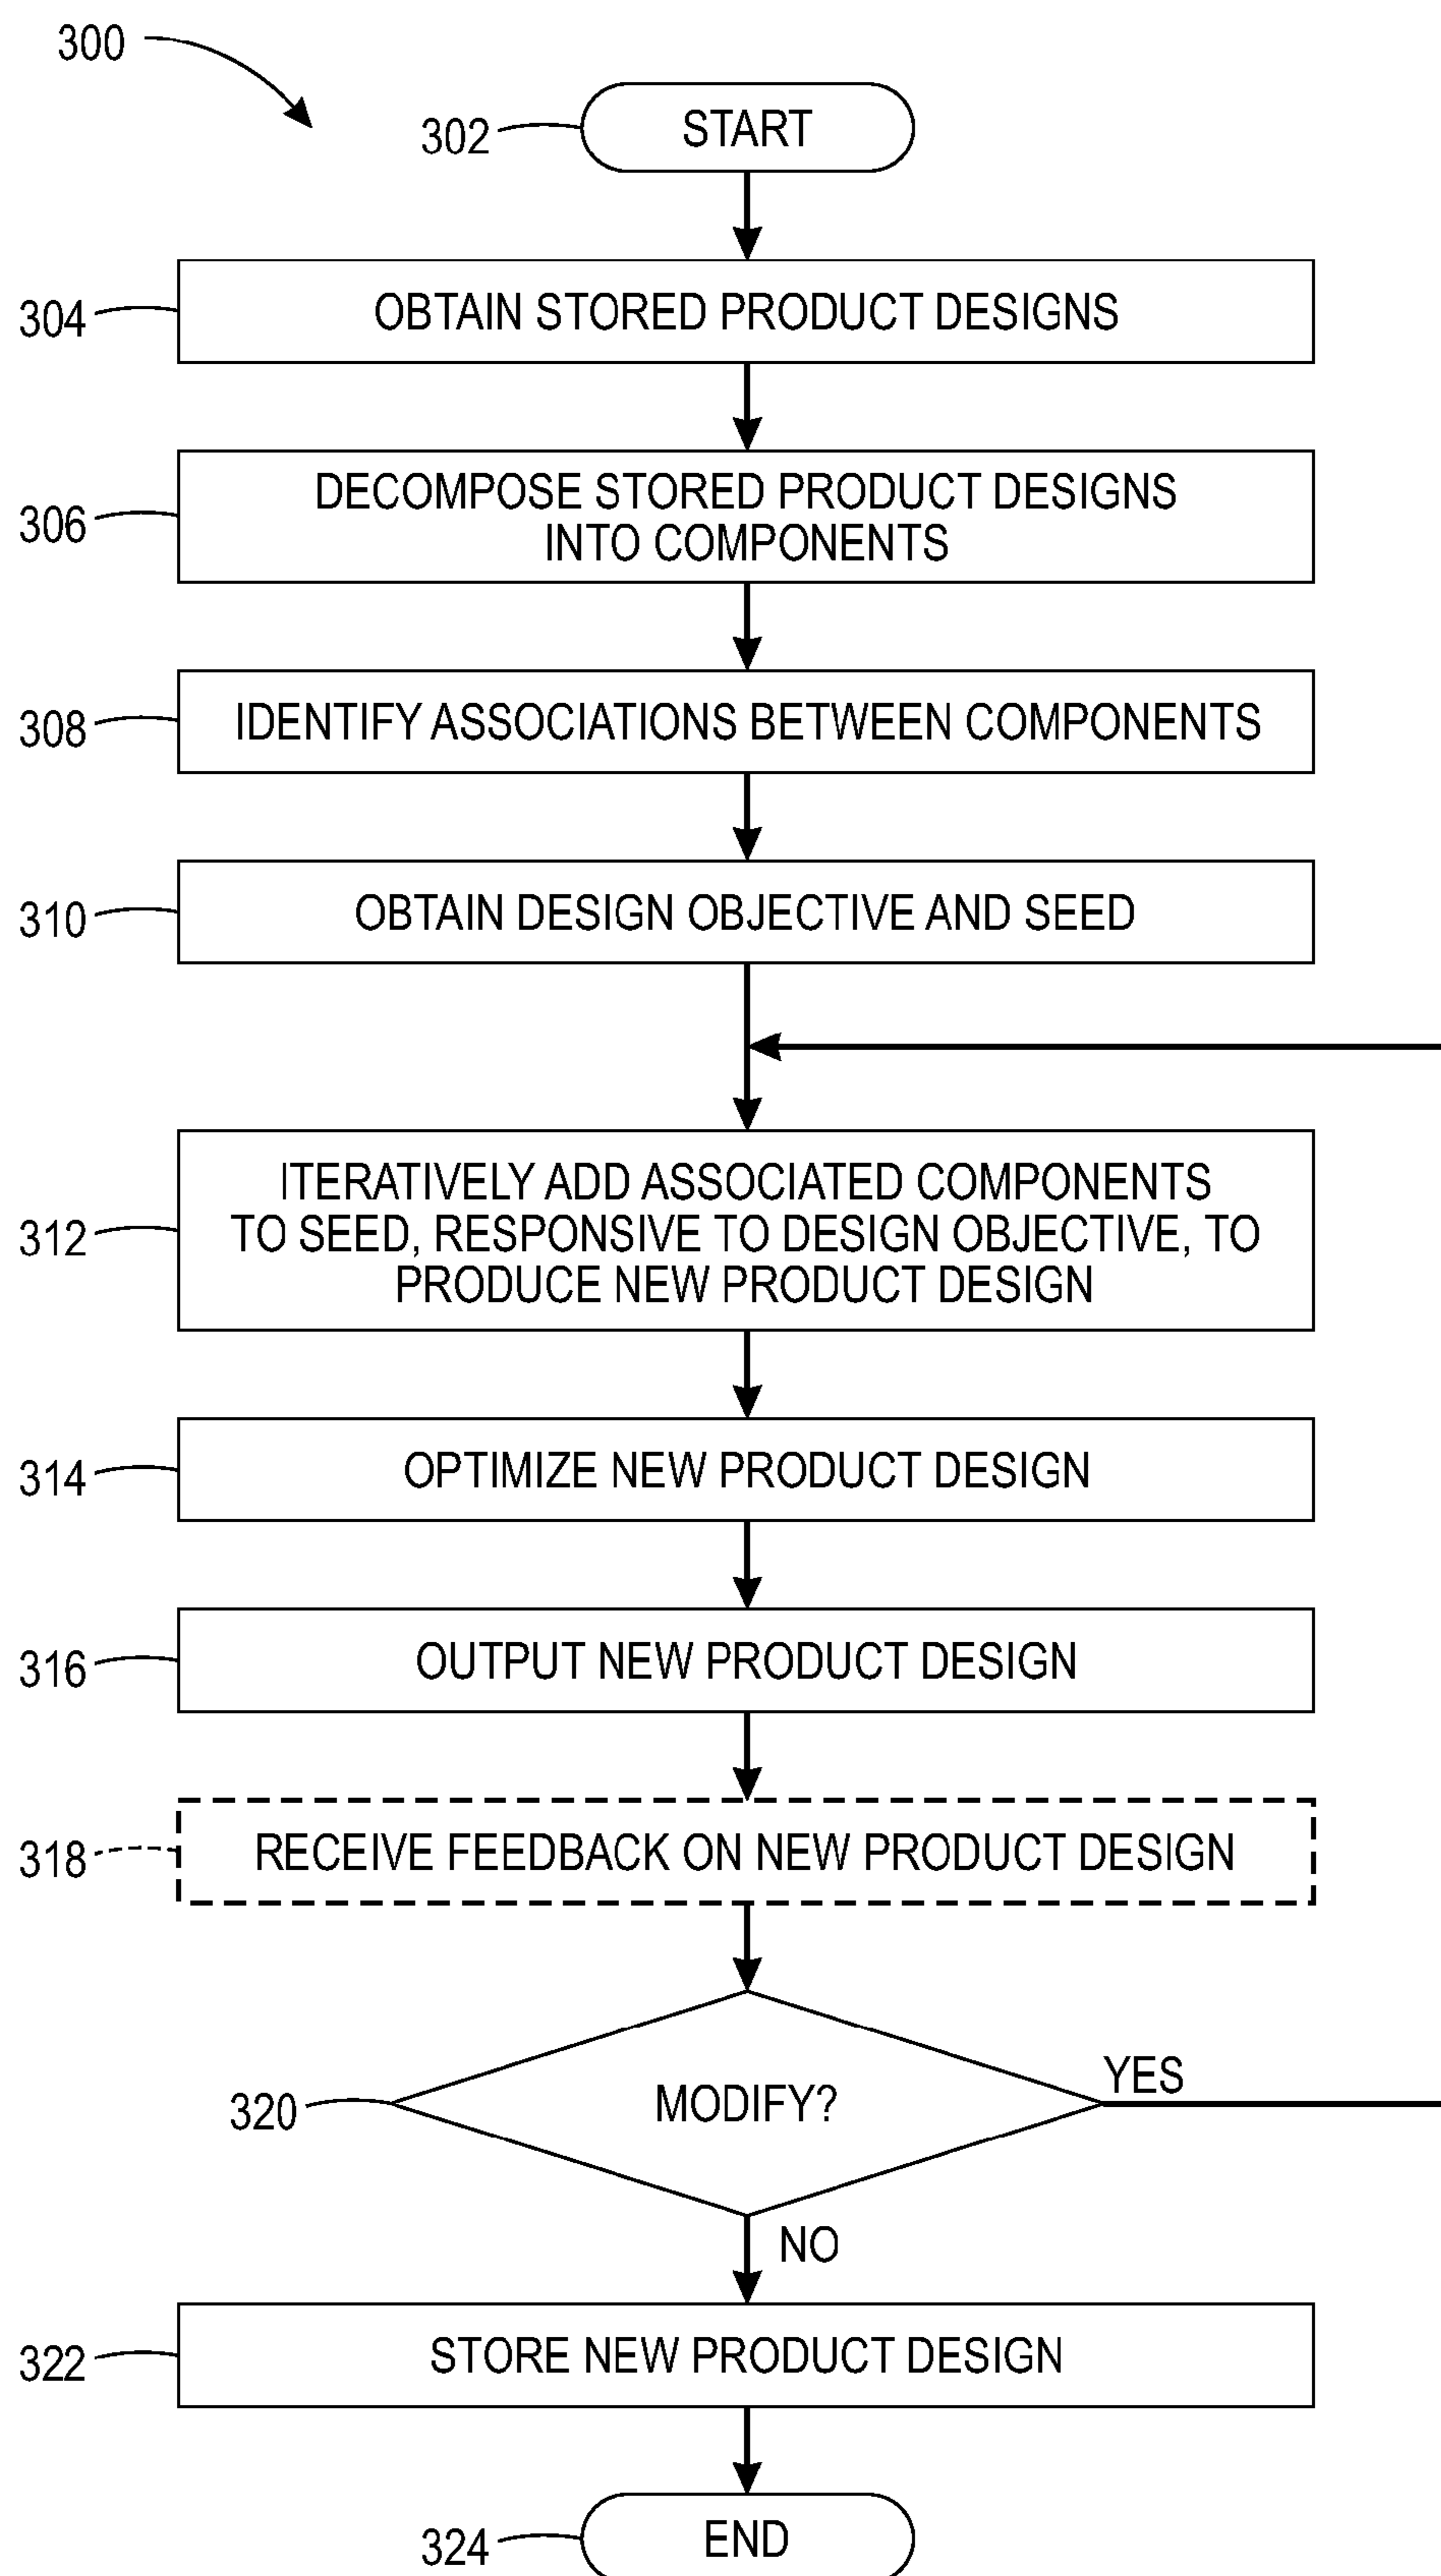 300
302
START
304
OBTAIN STORED PRODUCT DESIGNS
306
DECOMPOSE STORED PRODUCT DESIGNS
INTO COMPONENTS
308
IDENTIFY ASSOCIATIONS BETWEEN COMPONENTS
310
OBTAIN DESIGN OBJECTIVE AND SEED
312
ITERATIVELY ADD ASSOCIATED COMPONENTS
TO SEED, RESPONSIVE TO DESIGN OBJECTIVE, TO
PRODUCE NEW PRODUCT DESIGN
314
OPTIMIZE NEW PRODUCT DESIGN
316
OUTPUT NEW PRODUCT DESIGN
318
RECEIVE FEEDBACK ON NEW PRODUCT DESIGN
320
MODIFY?
YES
NO
322
STORE NEW PRODUCT DESIGN
324
END